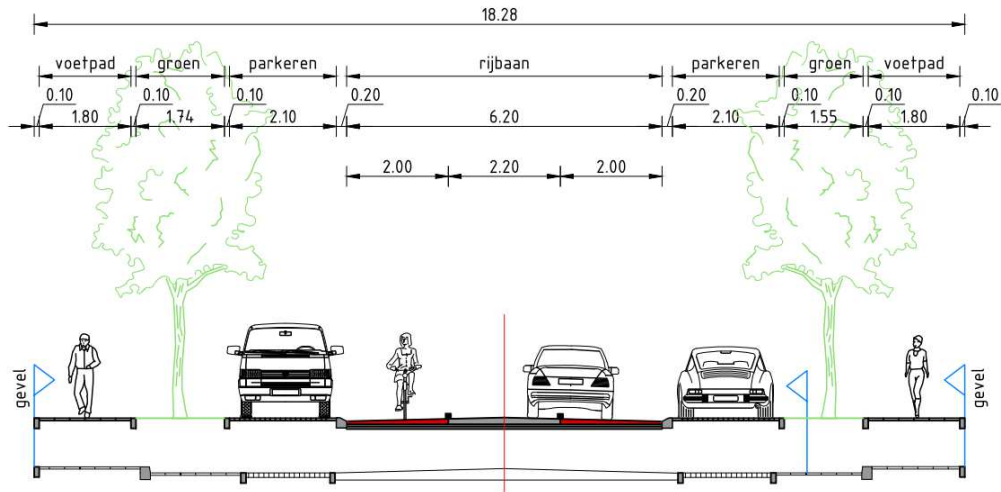 18.28
voetpad groen parkeren rijbaan parkeren groen voetpad
0.10 0.10 0.10 0.20 0.20 0.10 0.10 0.10
1.80 1.74 2.10 6.20 2.10 1.55 1.80
2.00 2.20 2.00
gevel gevel